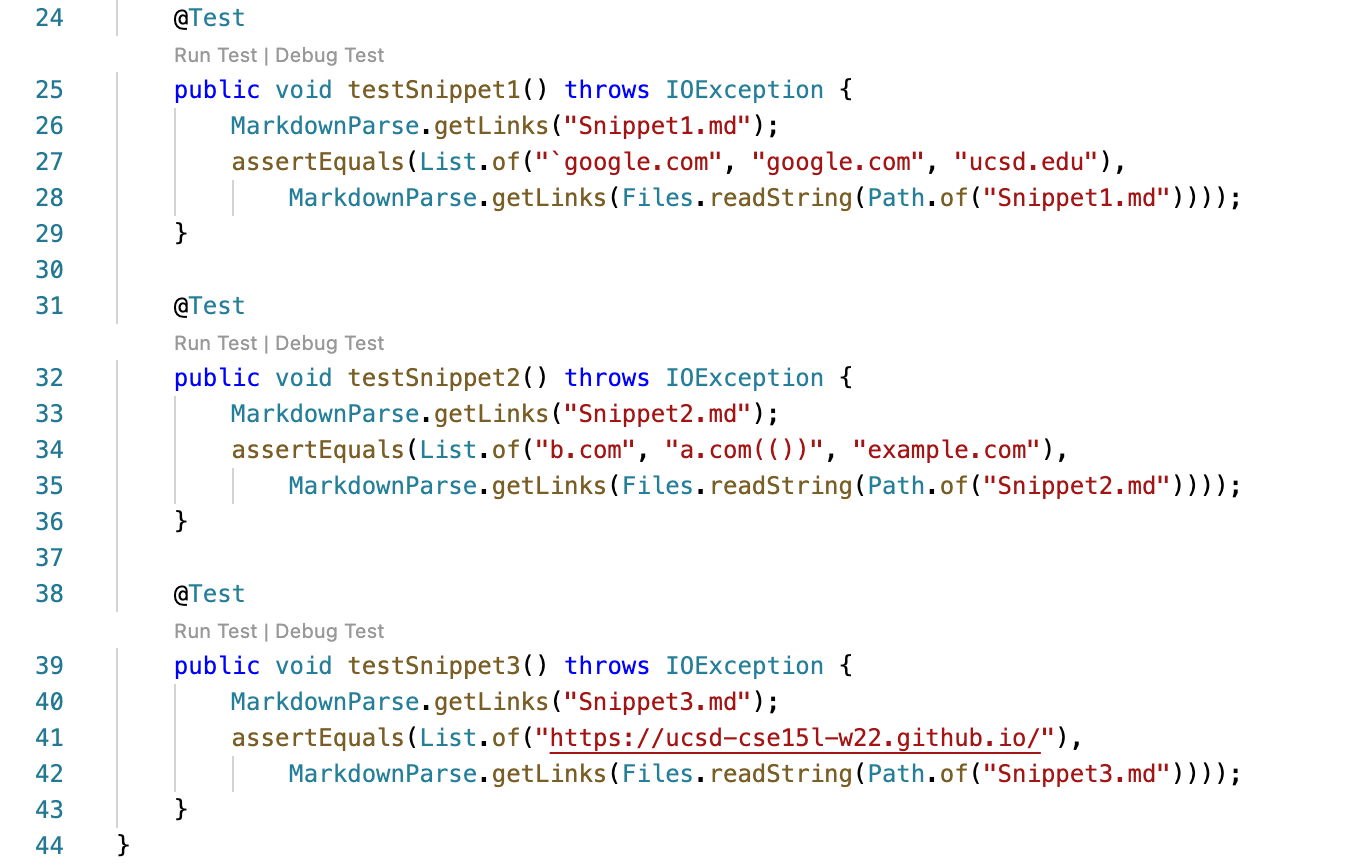 24 @Test
Run Test | Debug Test
25 public void testSnippet1() throws IOException {
26 MarkdownParse.getLinks("Snippet1.md");
27 assertEquals(List.of("`google.com", "google.com", "ucsd.edu"),
28 MarkdownParse.getLinks(Files.readString(Path.of("Snippet1.md"))));
29 }
30
31 @Test
Run Test | Debug Test
32 public void testSnippet2() throws IOException {
33 MarkdownParse.getLinks("Snippet2.md");
34 assertEquals(List.of("b.com", "a.com(())", "example.com"),
35 MarkdownParse.getLinks(Files.readString(Path.of("Snippet2.md"))));
36 }
37
38 @Test
Run Test | Debug Test
39 public void testSnippet3() throws IOException {
40 MarkdownParse.getLinks("Snippet3.md");
41 assertEquals(List.of("https://ucsd-cse15l-w22.github.io/"),
42 MarkdownParse.getLinks(Files.readString(Path.of("Snippet3.md"))));
43 }
44 }